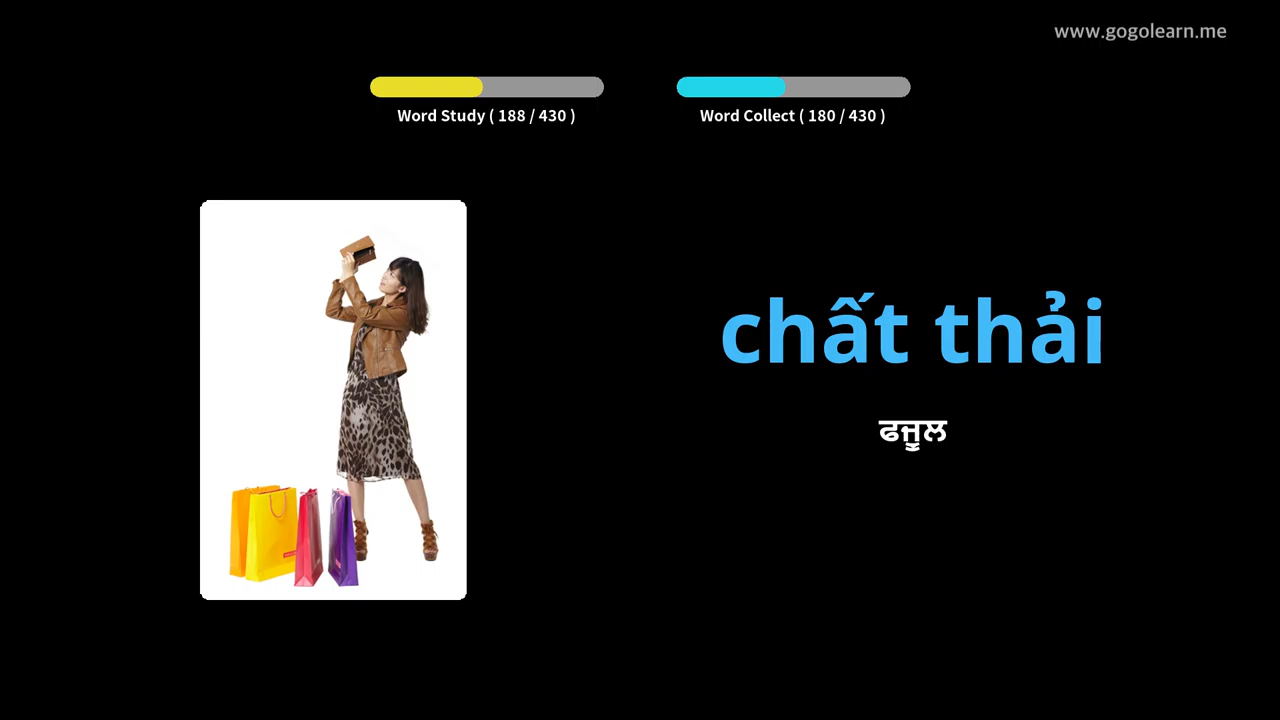 www.gogolearn.me
Word Study ( 188 / 430 )
Word Collect ( 180 / 430 )
chất thải
ਫਜੂਲ